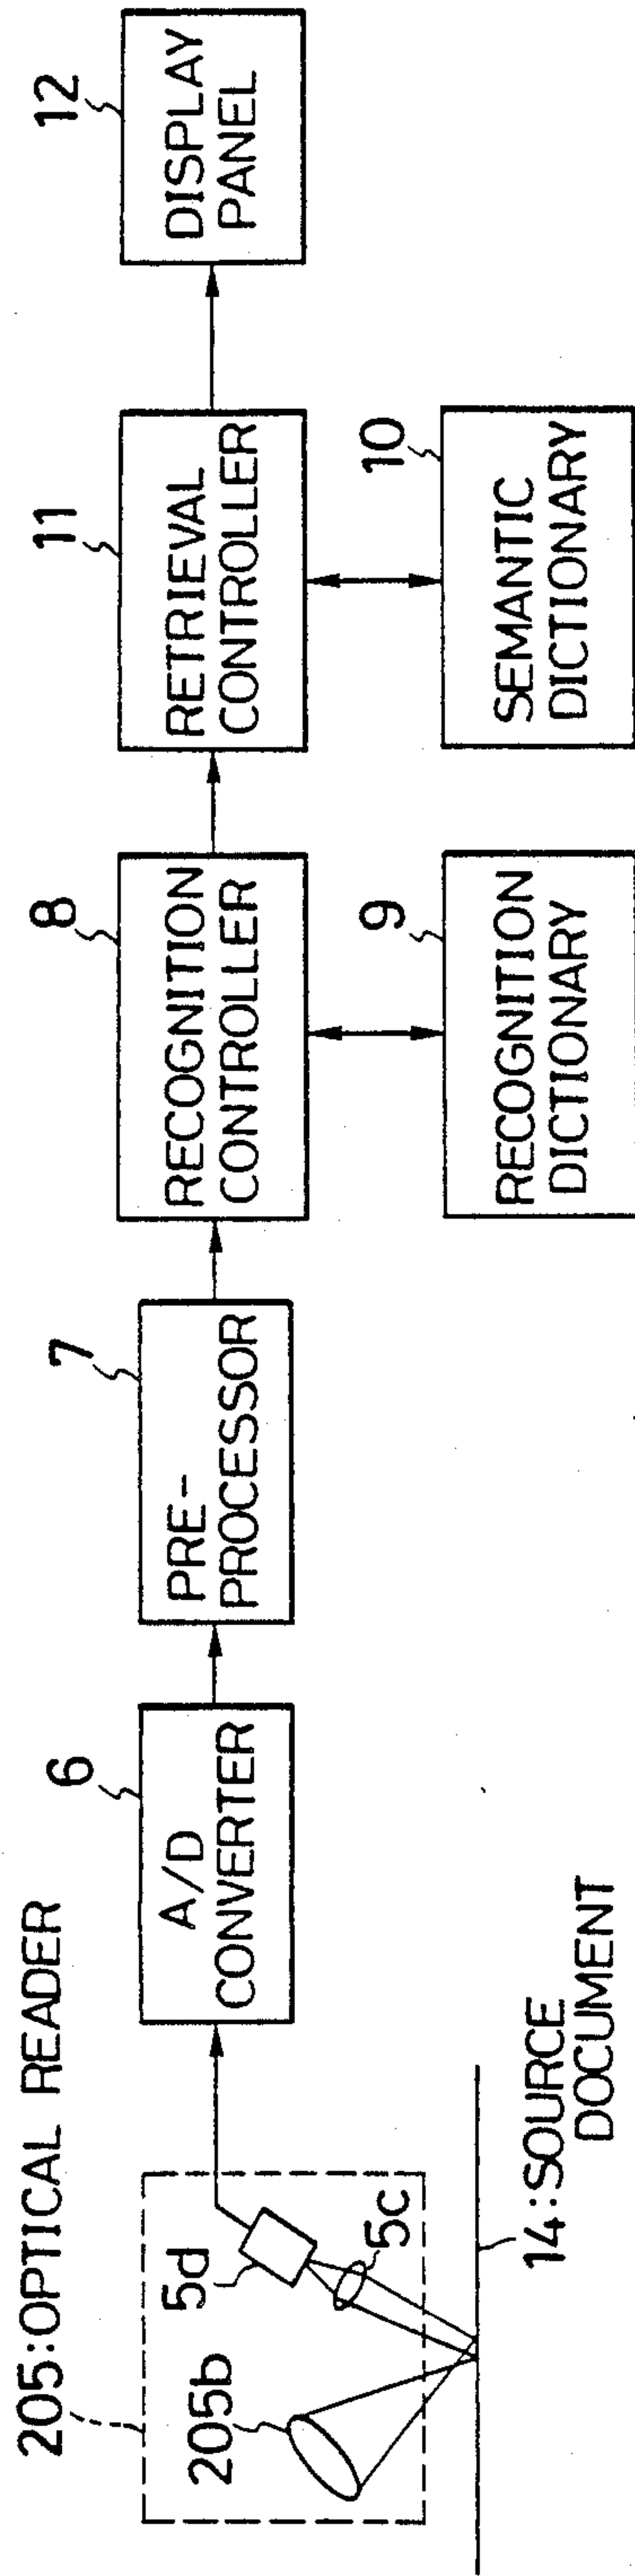 205:OPTICAL READER
205b
5d
5c
14:SOURCE
DOCUMENT
6
A/D
CONVERTER
7
PRE-
PROCESSOR
8
RECOGNITION
CONTROLLER
9
RECOGNITION
DICTIONARY
11
RETRIEVAL
CONTROLLER
10
SEMANTIC
DICTIONARY
12
DISPLAY
PANEL